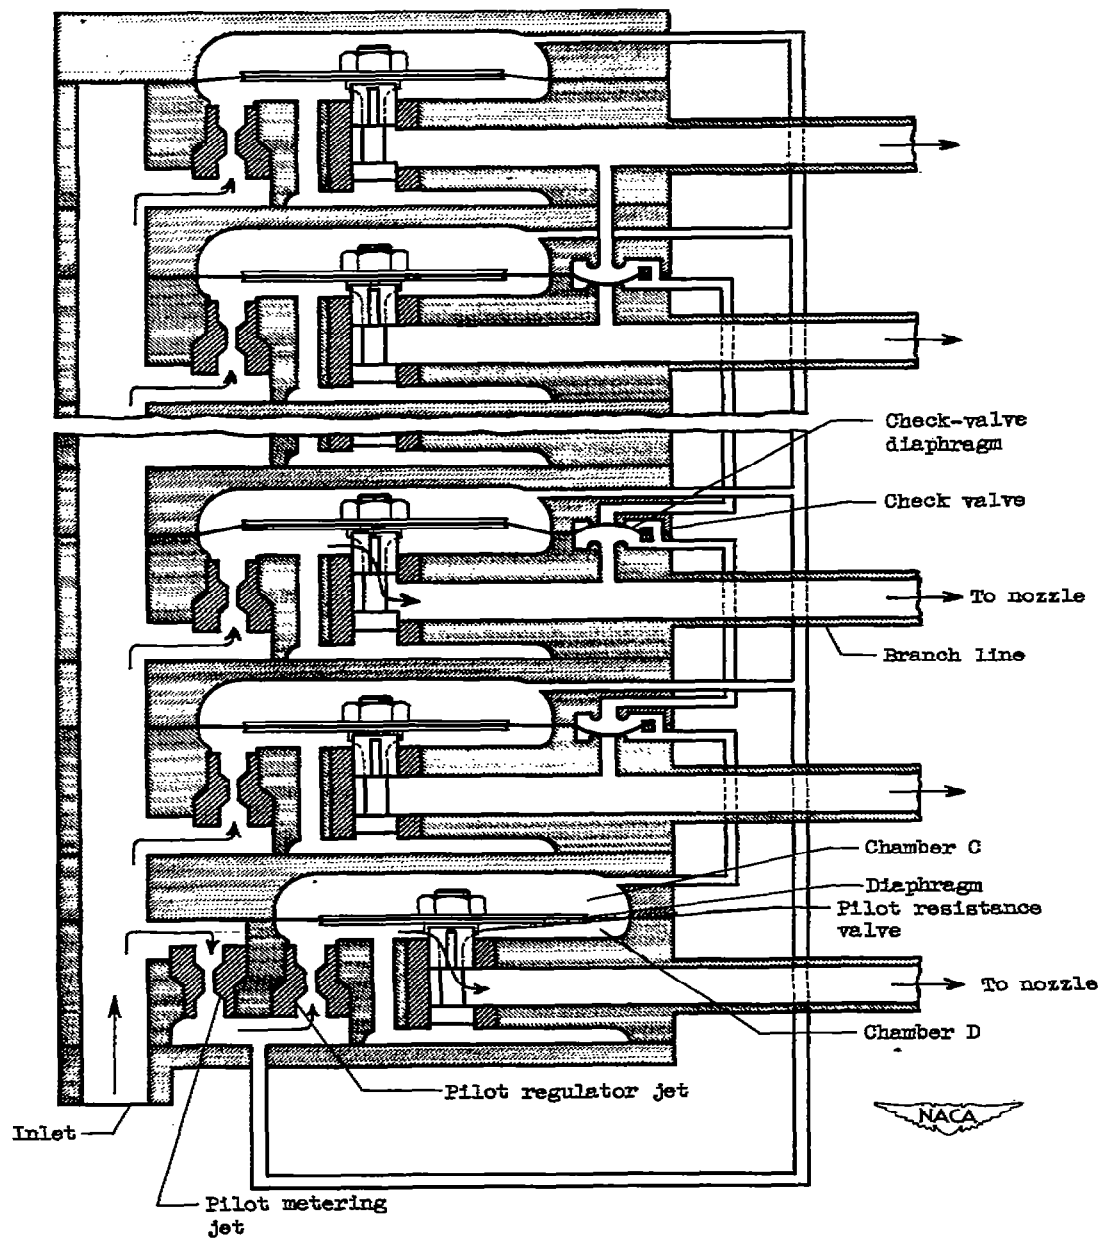 Check-valve
diaphragm
Check valve
To nozzle
Branch line
Chamber C
Diaphragm
Pilot resistance
valve
To nozzle
Chamber D
Pilot regulator jet
NACA
Inlet
Pilot metering
jet